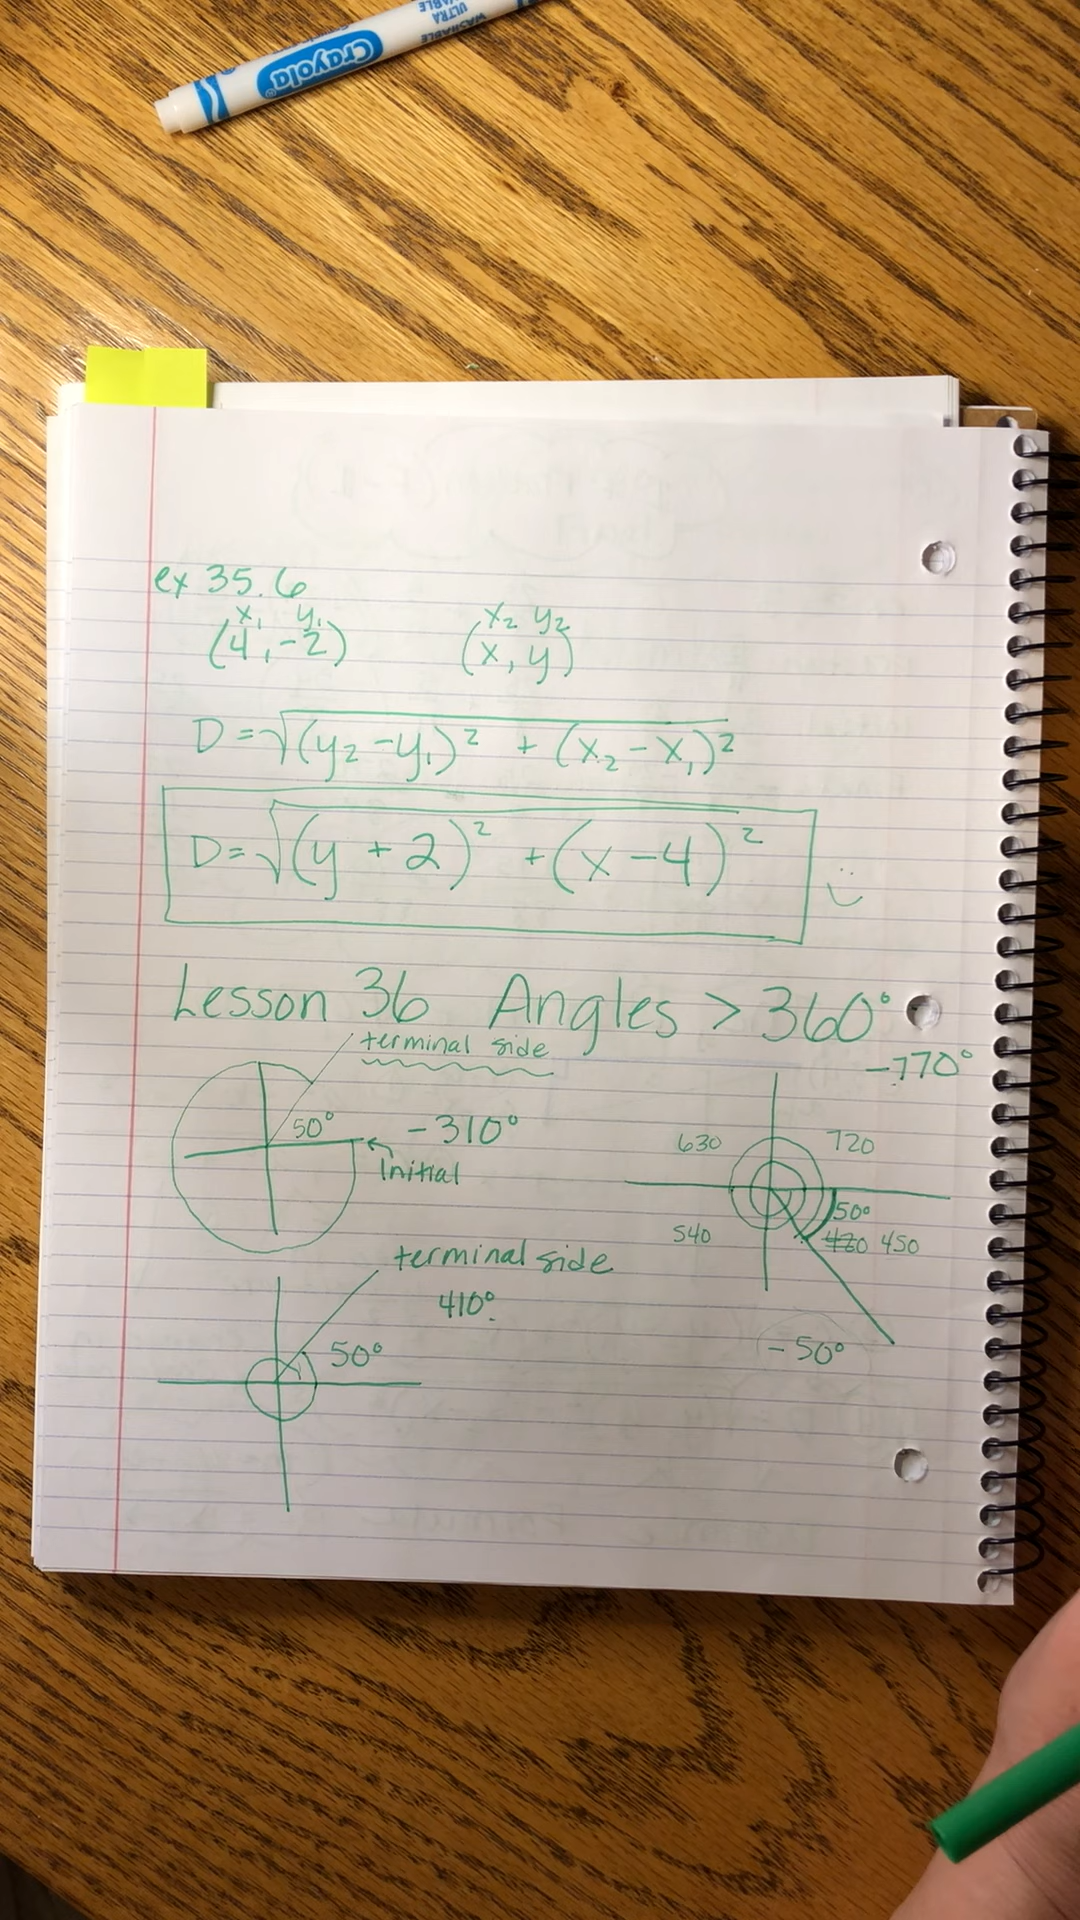 Crayola
ULTRA
WASHABLE
ex 35.6
x₁ y₁
(4, -2)
x₂ y₂
(x, y)
D = √(y₂ - y₁)² + (x₂ - x₁)²
D = √(y + 2)² + (x - 4)²
Lesson 36 Angles > 360°
terminal side
50°
-310°
Initial
-770°
630
720
50°
540
420 450
-50°
terminal side
410°
50°